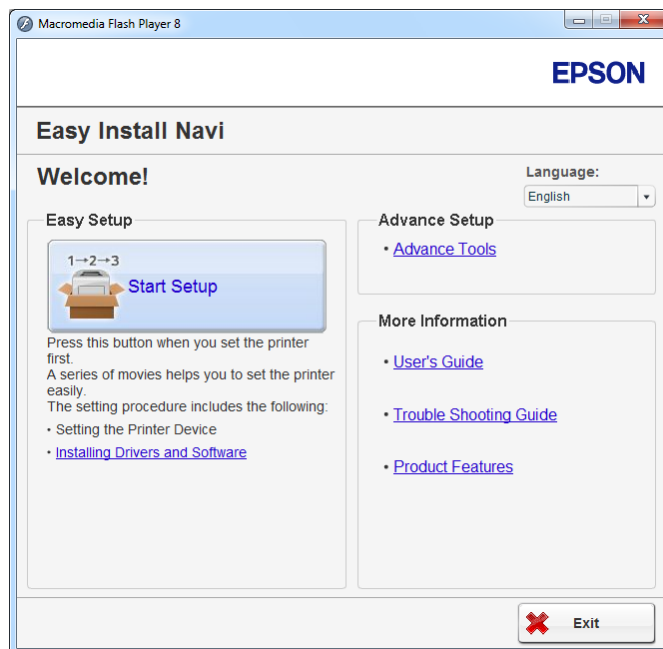 Macromedia Flash Player 8
EPSON
Easy Install Navi
Welcome!
Language:
English
Easy Setup
1→2→3
Start Setup
Press this button when you set the printer
first.
A series of movies helps you to set the printer
easily.
The setting procedure includes the following:
• Setting the Printer Device
• Installing Drivers and Software
Advance Setup
• Advance Tools
More Information
• User's Guide
• Trouble Shooting Guide
• Product Features
Exit